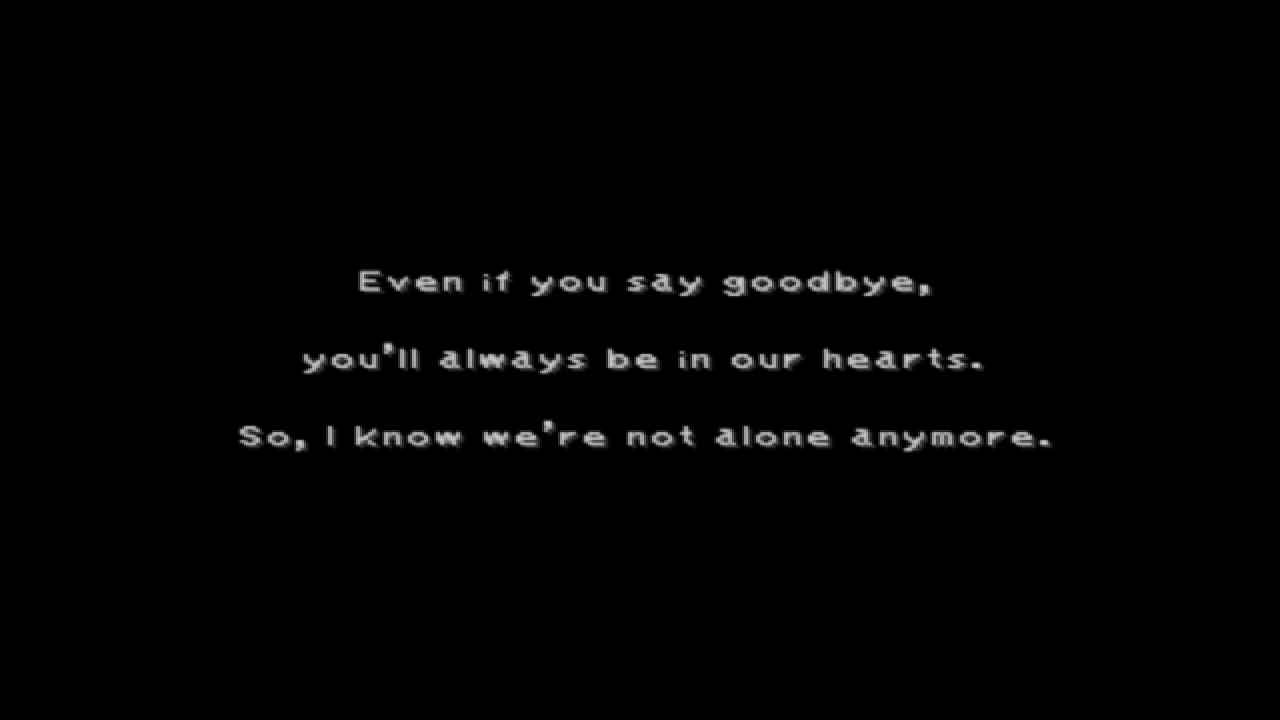 Even if you say goodbye,
you'll always be in our hearts.
So, I know we're not alone anymore.